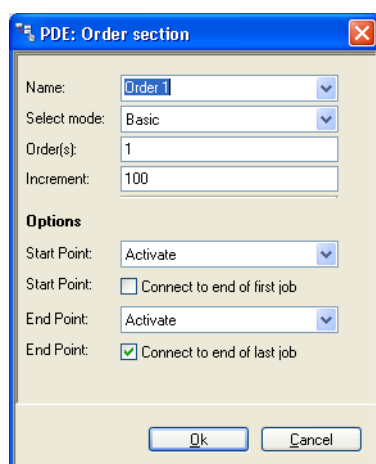 PDE: Order section
Name: Order 1
Select mode: Basic
Order(s): 1
Increment: 100
Options
Start Point: Activate
Start Point: Connect to end of first job
End Point: Activate
End Point: Connect to end of last job
Ok Cancel